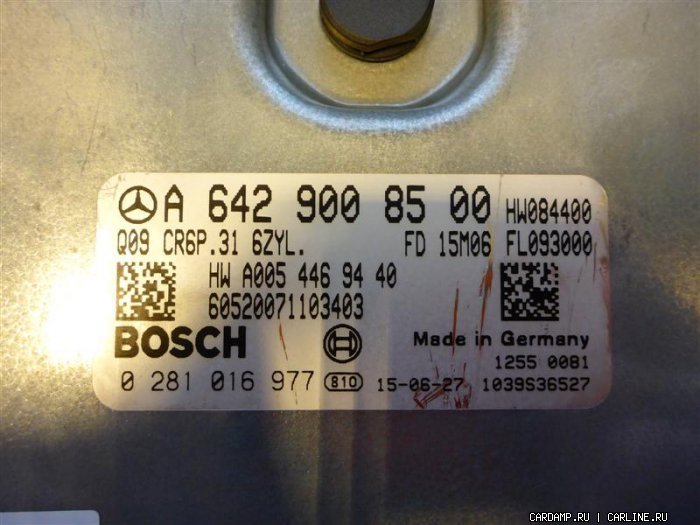 A 642 900 85 00 HW084400
Q09 CR6P.31 6ZYL. FD 15M06 FL093000
HW A005 446 94 40
60520071103403
BOSCH Made in Germany
1255 0081
0 281 016 977 810 15-06-27 1039S36527
CARDAMP.RU | CARLINE.RU